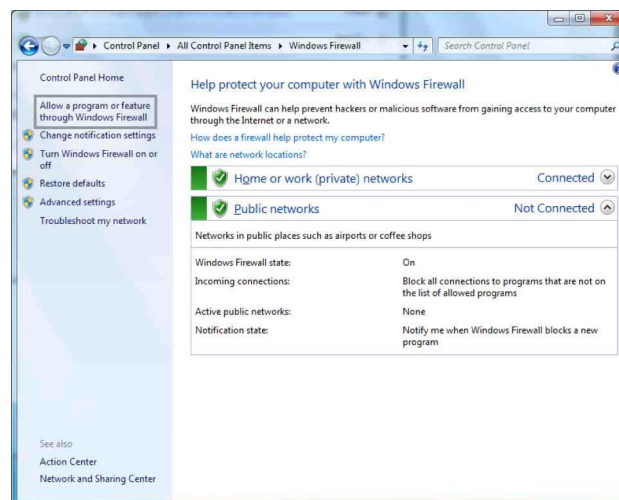 Control Panel ▸ All Control Panel Items ▸ Windows Firewall
Search Control Panel
Control Panel Home
Allow a program or feature
through Windows Firewall
Change notification settings
Turn Windows Firewall on or
off
Restore defaults
Advanced settings
Troubleshoot my network
See also
Action Center
Network and Sharing Center
Help protect your computer with Windows Firewall
Windows Firewall can help prevent hackers or malicious software from gaining access to your computer
through the Internet or a network.
How does a firewall help protect my computer?
What are network locations?
Home or work (private) networks Connected
Public networks Not Connected
Networks in public places such as airports or coffee shops
Windows Firewall state: On
Incoming connections: Block all connections to programs that are not on
the list of allowed programs
Active public networks: None
Notification state: Notify me when Windows Firewall blocks a new
program